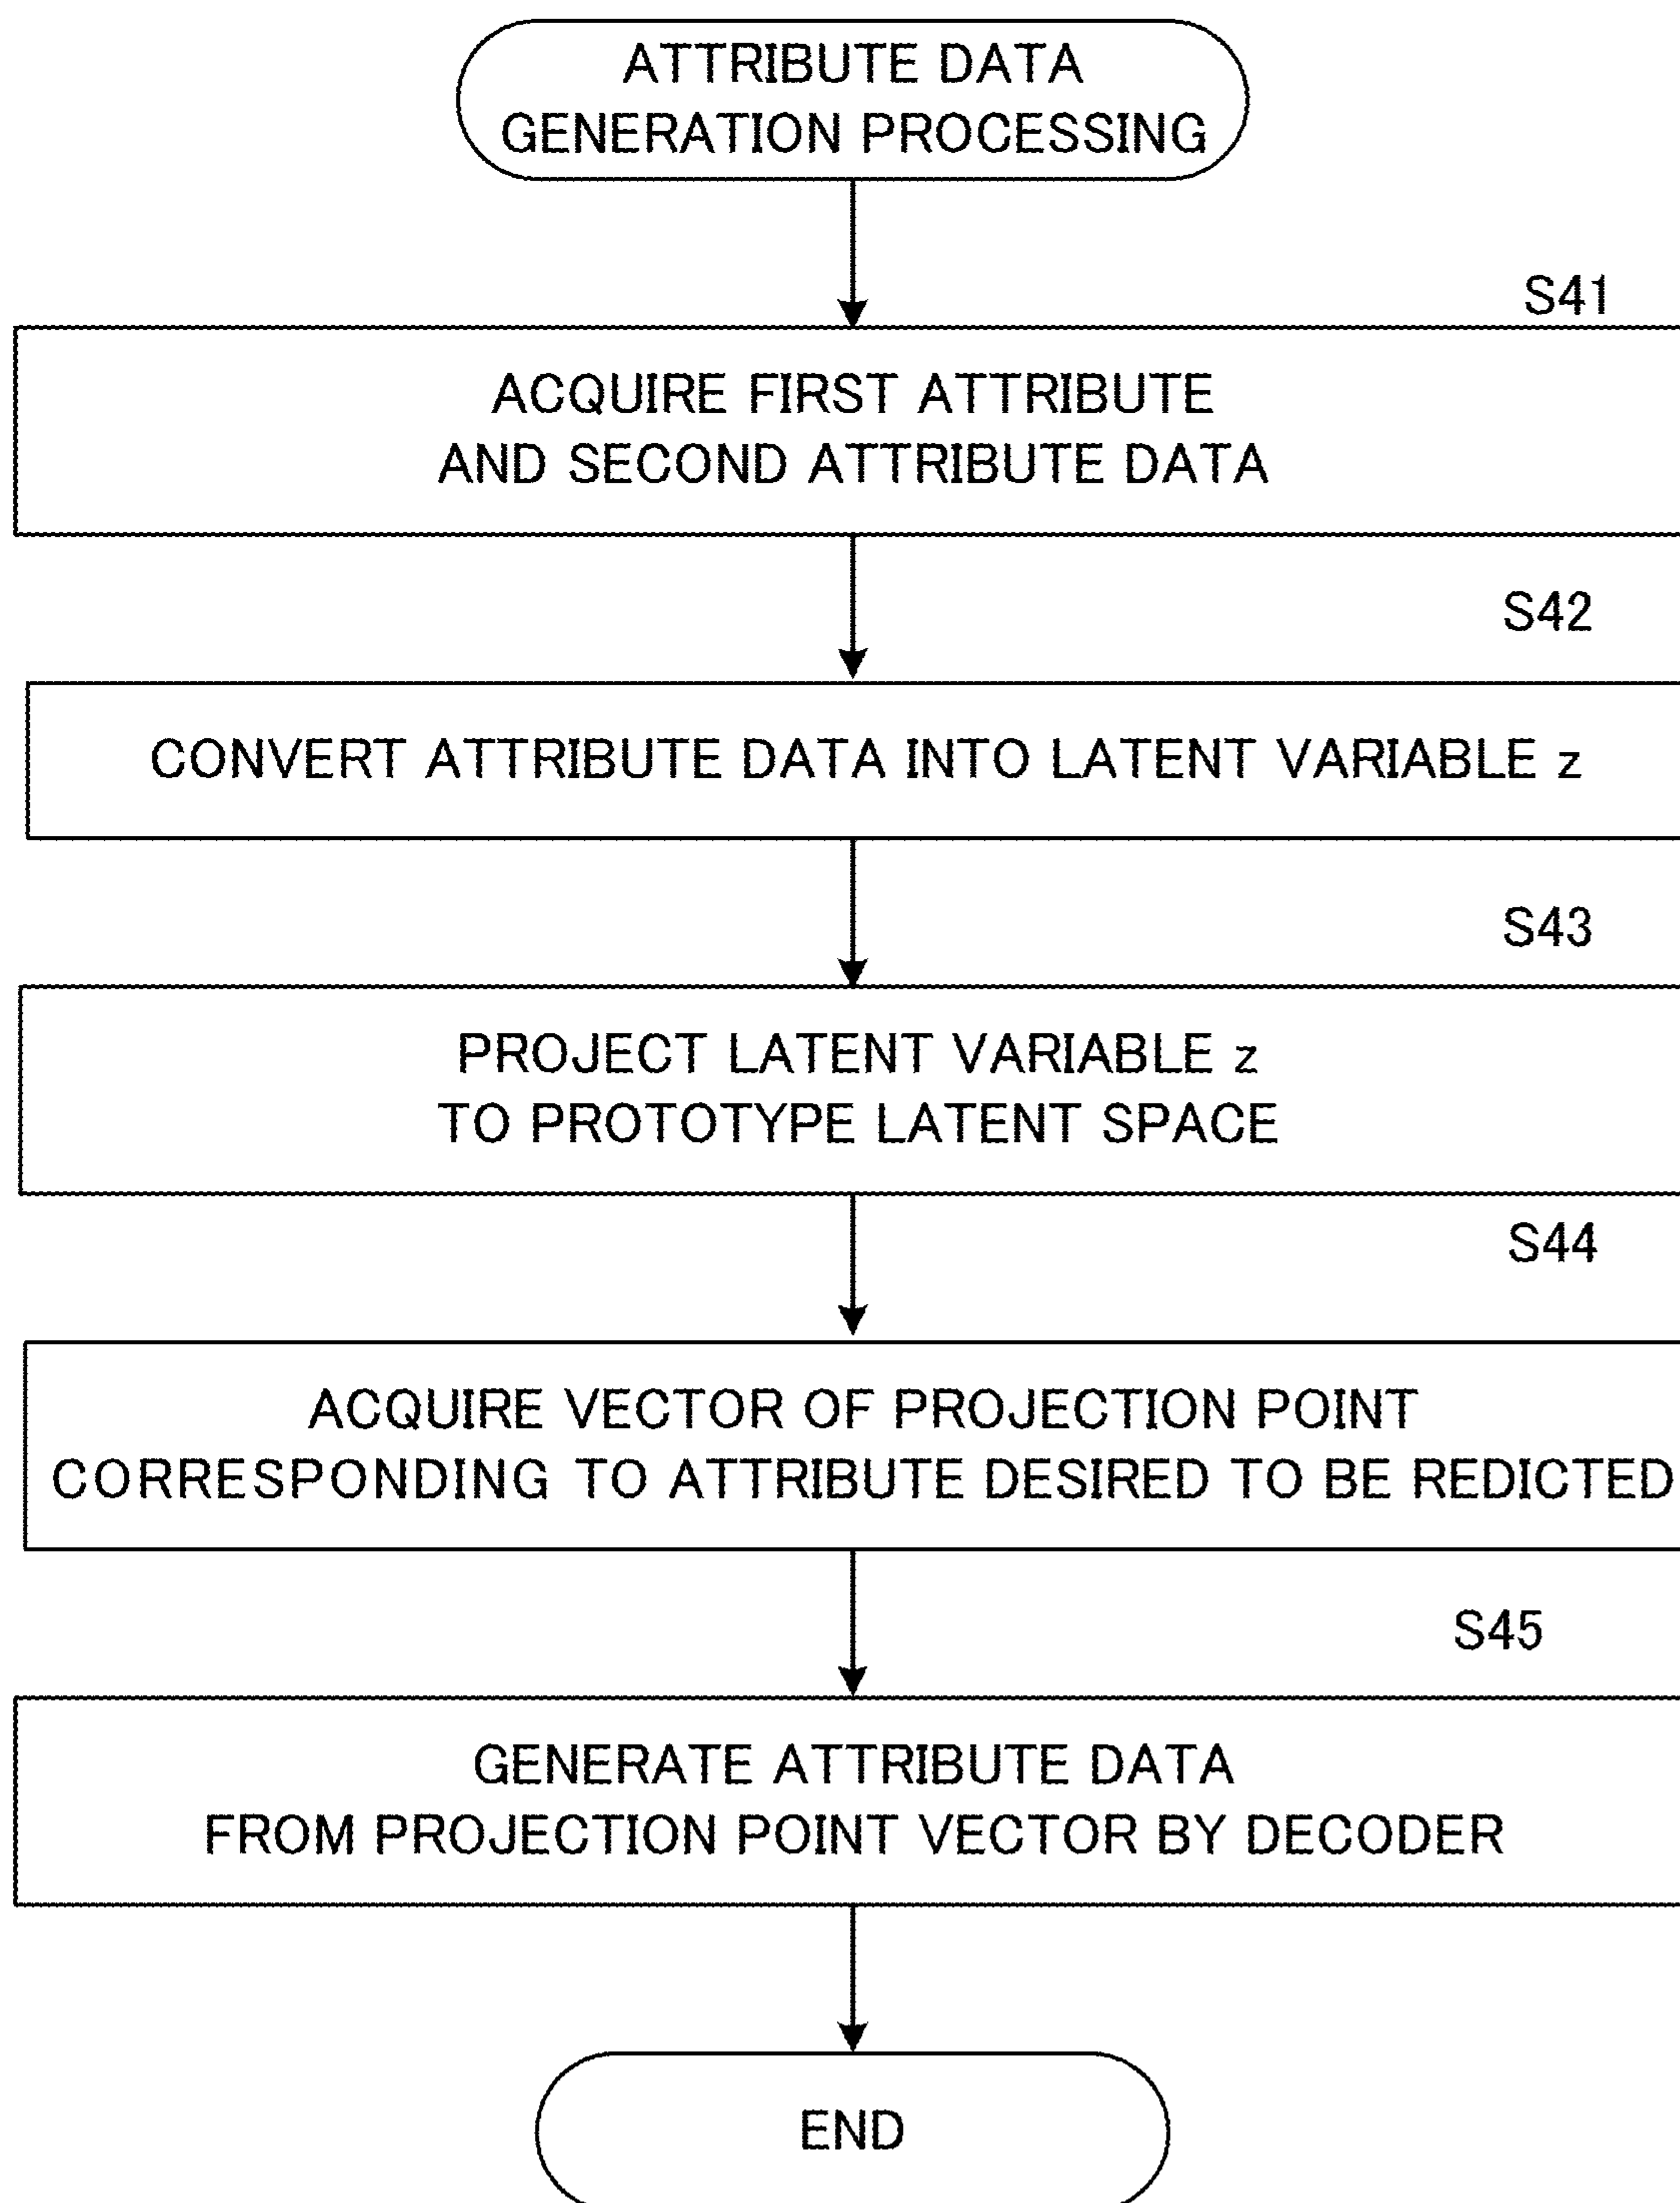 ATTRIBUTE DATA
GENERATION PROCESSING
S41
ACQUIRE FIRST ATTRIBUTE
AND SECOND ATTRIBUTE DATA
S42
CONVERT ATTRIBUTE DATA INTO LATENT VARIABLE z
S43
PROJECT LATENT VARIABLE z
TO PROTOTYPE LATENT SPACE
S44
ACQUIRE VECTOR OF PROJECTION POINT
CORRESPONDING TO ATTRIBUTE DESIRED TO BE REDICTED
S45
GENERATE ATTRIBUTE DATA
FROM PROJECTION POINT VECTOR BY DECODER
END